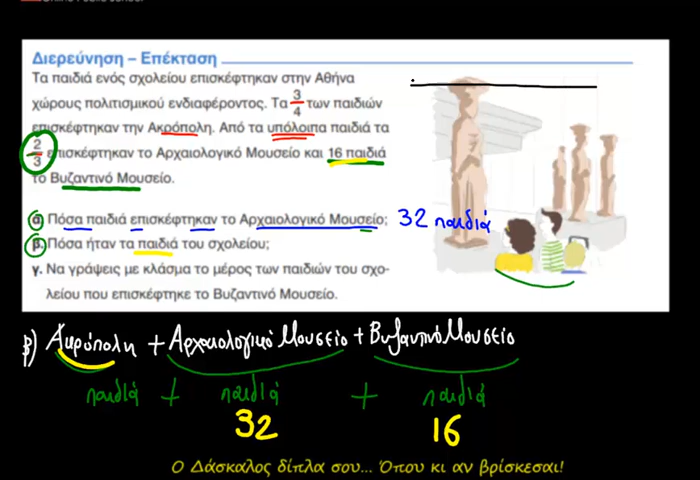 Online Public School
Διερεύνηση – Επέκταση
Τα παιδιά ενός σχολείου επισκέφτηκαν στην Αθήνα
χώρους πολιτισμικού ενδιαφέροντος. Τα 3/4 των παιδιών
επισκέφτηκαν την Ακρόπολη. Από τα υπόλοιπα παιδιά τα
2/3 επισκέφτηκαν το Αρχαιολογικό Μουσείο και 16 παιδιά
το Βυζαντινό Μουσείο.
α. Πόσα παιδιά επισκέφτηκαν το Αρχαιολογικό Μουσείο; 32 παιδιά
β. Πόσα ήταν τα παιδιά του σχολείου;
γ. Να γράψεις με κλάσμα το μέρος των παιδιών του σχο-
λείου που επισκέφτηκε το Βυζαντινό Μουσείο.
β) Ακρόπολη + Αρχαιολογικό Μουσείο + Βυζαντινό Μουσείο
παιδιά + παιδιά + παιδιά
32 16
Ο Δάσκαλος δίπλα σου... Όπου κι αν βρίσκεσαι!